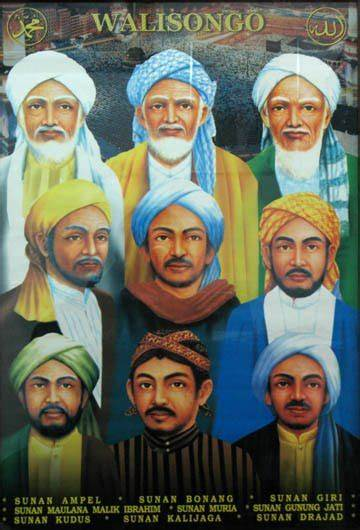 محمد
WALISONGO
الله
• SUNAN AMPEL • SUNAN BONANG • SUNAN GIRI
• SUNAN MAULANA MALIK IBRAHIM • SUNAN MURIA • SUNAN GUNUNG JATI
• SUNAN KUDUS • SUNAN KALIJAGA • SUNAN DRAJAD